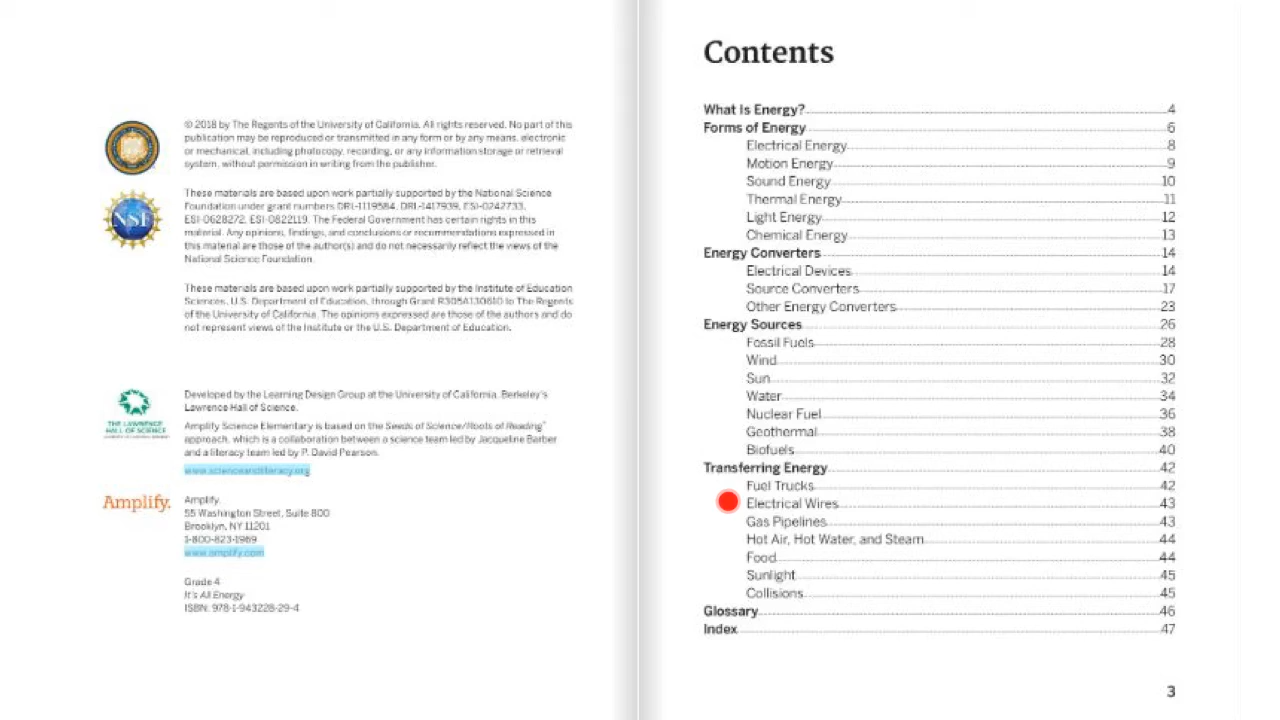 © 2018 by The Regents of the University of California. All rights reserved. No part of this
publication may be reproduced or transmitted in any form or by any means, electronic
or mechanical, including photocopy, recording, or any information storage or retrieval
system, without permission in writing from the publisher.
NSF
These materials are based upon work partially supported by the National Science
Foundation under grant numbers DRL-1119584, DRL-1417939, ESI-0242733,
ESI-0628272, ESI-0822119. The Federal Government has certain rights in this
material. Any opinions, findings, and conclusions or recommendations expressed in
this material are those of the author(s) and do not necessarily reflect the views of the
National Science Foundation.
These materials are based upon work partially supported by the Institute of Education
Sciences, U.S. Department of Education, through Grant R305A130610 to The Regents
of the University of California. The opinions expressed are those of the authors and do
not represent views of the Institute or the U.S. Department of Education.
THE LAWRENCE
HALL OF SCIENCE
Developed by the Learning Design Group at the University of California, Berkeley's
Lawrence Hall of Science.
Amplify Science Elementary is based on the Seeds of Science/Roots of Reading®
approach, which is a collaboration between a science team led by Jacqueline Barber
and a literacy team led by P. David Pearson.
www.scienceandliteracy.org
Amplify.
Amplify.
55 Washington Street, Suite 800
Brooklyn, NY 11201
1-800-823-1969
www.amplify.com
Grade 4
It's All Energy
ISBN: 978-1-943228-29-4
Contents
What Is Energy? 4
Forms of Energy 6
Electrical Energy 8
Motion Energy 9
Sound Energy 10
Thermal Energy 11
Light Energy 12
Chemical Energy 13
Energy Converters 14
Electrical Devices 14
Source Converters 17
Other Energy Converters 23
Energy Sources 26
Fossil Fuels 28
Wind 30
Sun 32
Water 34
Nuclear Fuel 36
Geothermal 38
Biofuels 40
Transferring Energy 42
Fuel Trucks 42
Electrical Wires 43
Gas Pipelines 43
Hot Air, Hot Water, and Steam 44
Food 44
Sunlight 45
Collisions 45
Glossary 46
Index 47
3